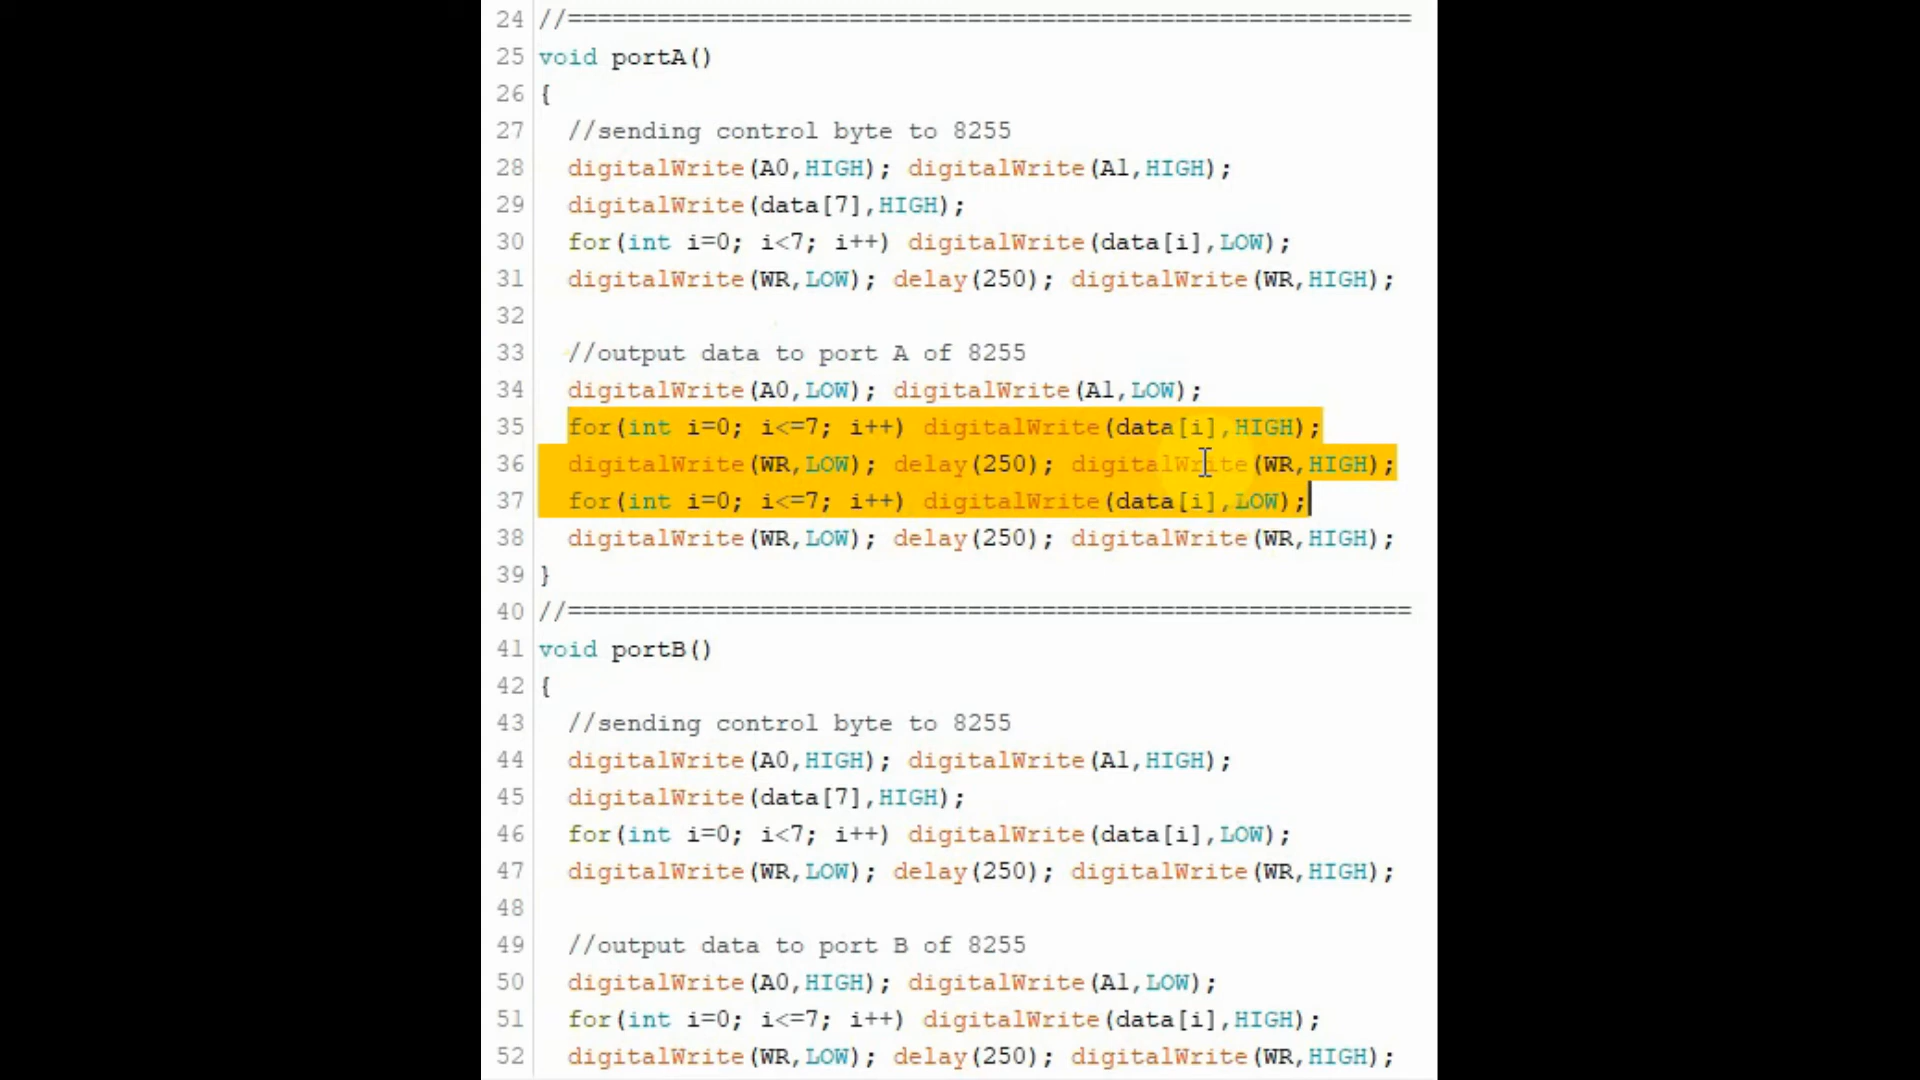 24 //=========================================================
25 void portA()
26 {
27 //sending control byte to 8255
28 digitalWrite(A0,HIGH); digitalWrite(A1,HIGH);
29 digitalWrite(data[7],HIGH);
30 for(int i=0; i<7; i++) digitalWrite(data[i],LOW);
31 digitalWrite(WR,LOW); delay(250); digitalWrite(WR,HIGH);
32
33 //output data to port A of 8255
34 digitalWrite(A0,LOW); digitalWrite(A1,LOW);
35 for(int i=0; i<=7; i++) digitalWrite(data[i],HIGH);
36 digitalWrite(WR,LOW); delay(250); digitalWrite(WR,HIGH);
37 for(int i=0; i<=7; i++) digitalWrite(data[i],LOW);
38 digitalWrite(WR,LOW); delay(250); digitalWrite(WR,HIGH);
39 }
40 //=========================================================
41 void portB()
42 {
43 //sending control byte to 8255
44 digitalWrite(A0,HIGH); digitalWrite(A1,HIGH);
45 digitalWrite(data[7],HIGH);
46 for(int i=0; i<7; i++) digitalWrite(data[i],LOW);
47 digitalWrite(WR,LOW); delay(250); digitalWrite(WR,HIGH);
48
49 //output data to port B of 8255
50 digitalWrite(A0,HIGH); digitalWrite(A1,LOW);
51 for(int i=0; i<=7; i++) digitalWrite(data[i],HIGH);
52 digitalWrite(WR,LOW); delay(250); digitalWrite(WR,HIGH);